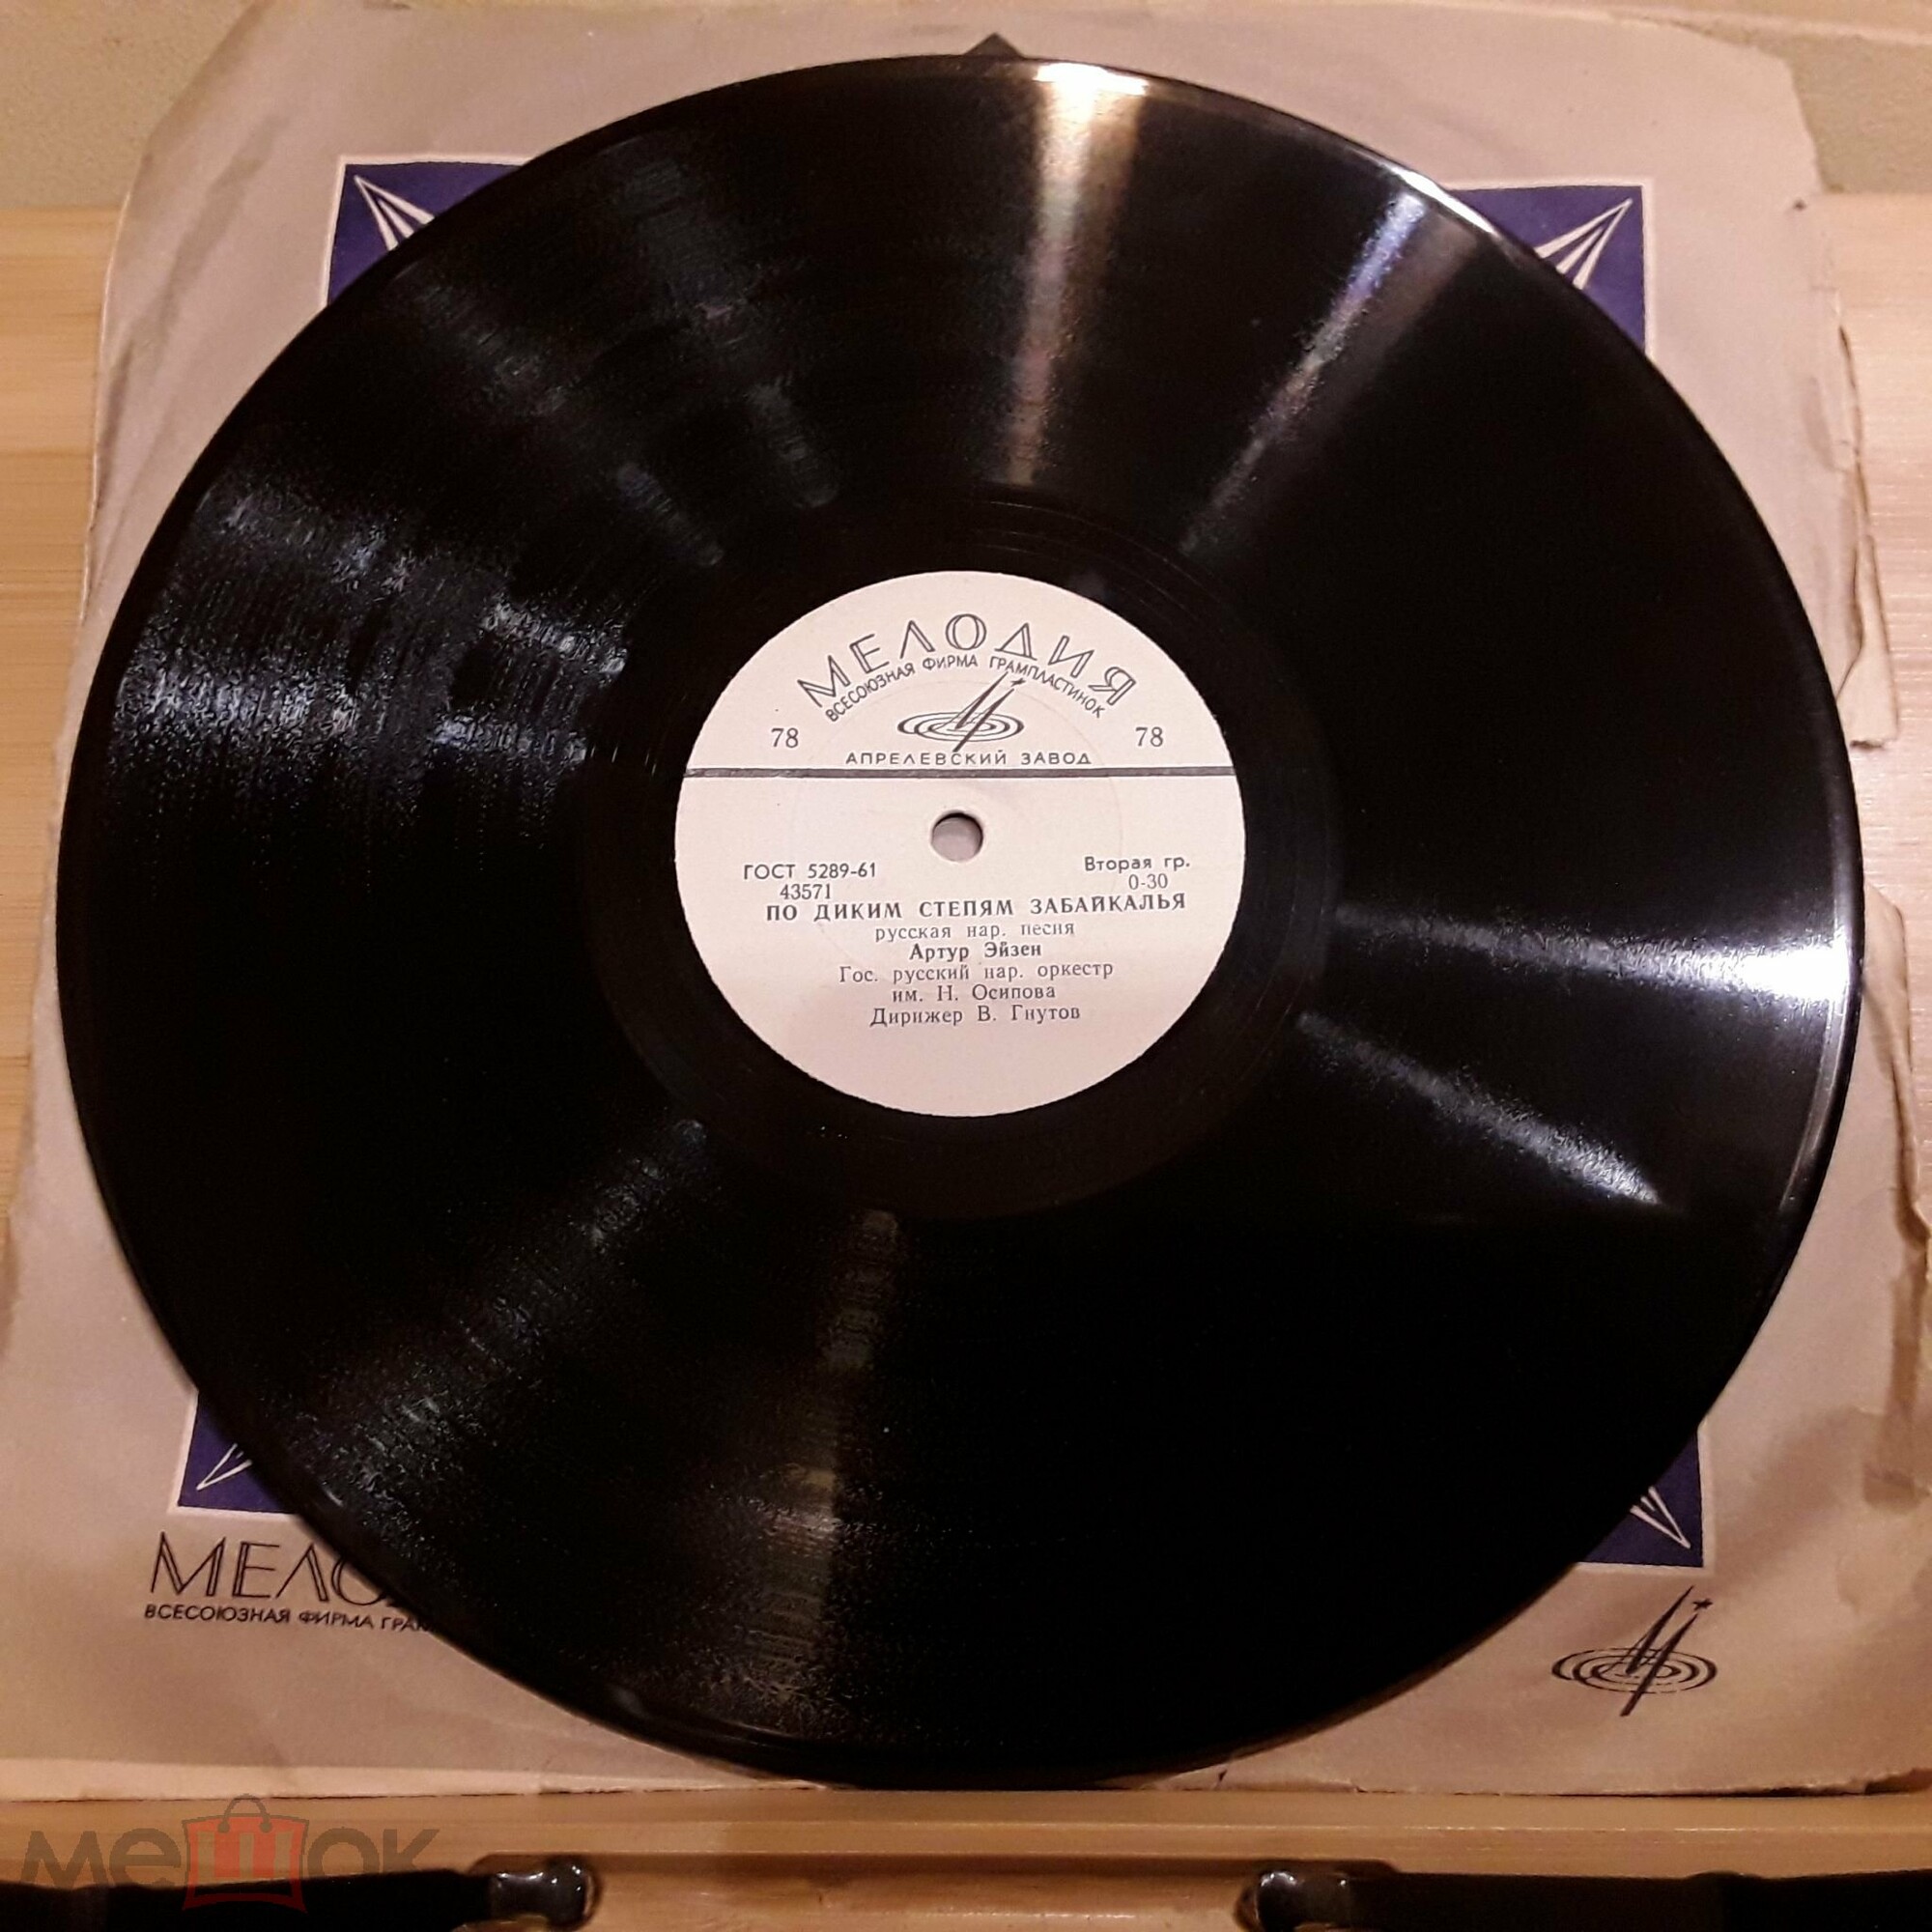 МЕЛОДИЯ
ВСЕСОЮЗНАЯ ФИРМА ГРАМПЛАСТИНОК
78 78
АПРЕЛЕВСКИЙ ЗАВОД
ГОСТ 5289-61 Вторая гр.
43571 0-30
ПО ДИКИМ СТЕПЯМ ЗАБАЙКАЛЬЯ
русская нар. песня
Артур Эйзен
Гос. русский нар. оркестр
им. Н. Осипова
Дирижер В. Гнутов
МЕЛО
ВСЕСОЮЗНАЯ ФИРМА ГРАМ
мешок